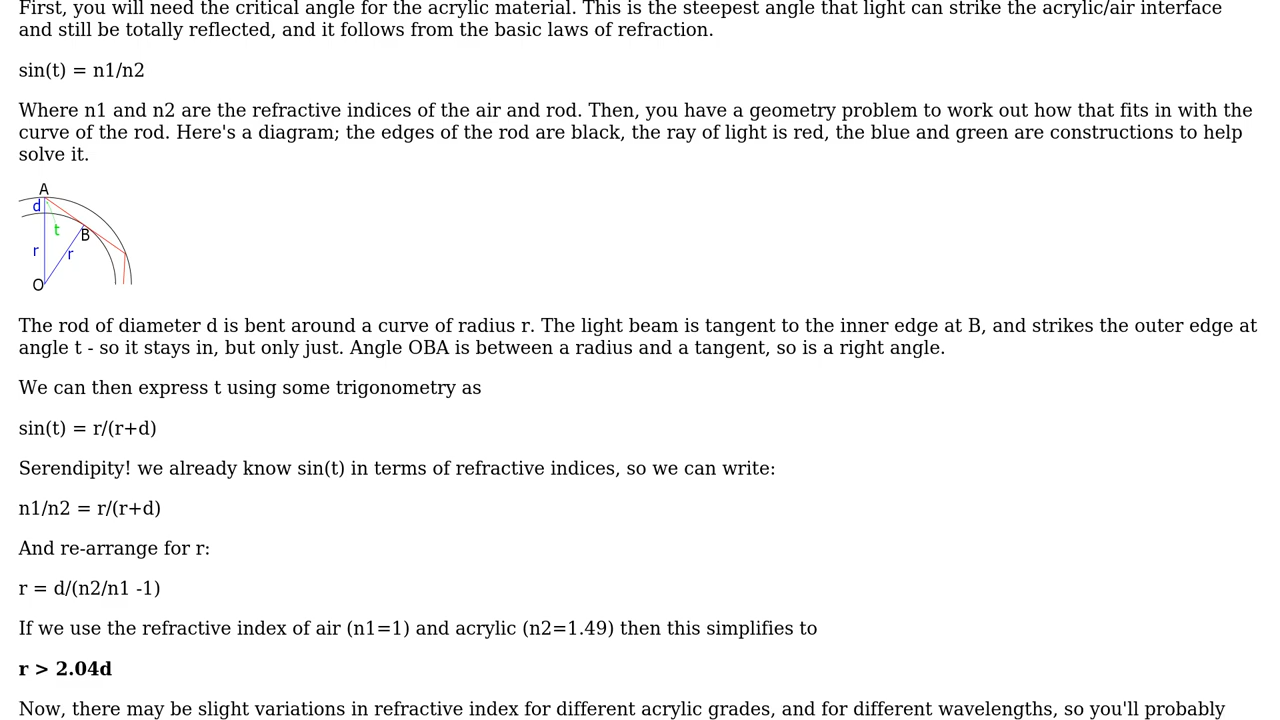 First, you will need the critical angle for the acrylic material. This is the steepest angle that light can strike the acrylic/air interface
and still be totally reflected, and it follows from the basic laws of refraction.
sin(t) = n1/n2
Where n1 and n2 are the refractive indices of the air and rod. Then, you have a geometry problem to work out how that fits in with the
curve of the rod. Here's a diagram; the edges of the rod are black, the ray of light is red, the blue and green are constructions to help
solve it.
A
d
t
B
r
r
O
The rod of diameter d is bent around a curve of radius r. The light beam is tangent to the inner edge at B, and strikes the outer edge at
angle t - so it stays in, but only just. Angle OBA is between a radius and a tangent, so is a right angle.
We can then express t using some trigonometry as
sin(t) = r/(r+d)
Serendipity! we already know sin(t) in terms of refractive indices, so we can write:
n1/n2 = r/(r+d)
And re-arrange for r:
r = d/(n2/n1 -1)
If we use the refractive index of air (n1=1) and acrylic (n2=1.49) then this simplifies to
r > 2.04d
Now, there may be slight variations in refractive index for different acrylic grades, and for different wavelengths, so you'll probably